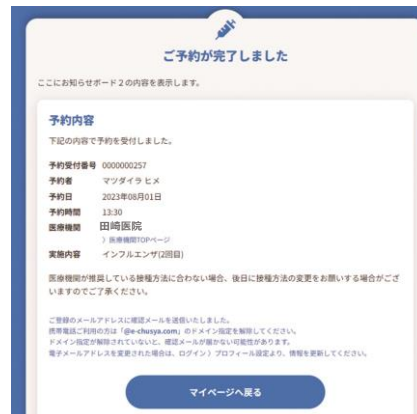 ご予約が完了しました
ここにお知らせボード2の内容を表示します。
予約内容
下記の内容で予約を受付しました。
予約受付番号 0000000257
予約者 マツダイラ ヒメ
予約日 2023年08月01日
予約時間 13:30
医療機関 田崎医院
〉医療機関TOPページ
実施内容 インフルエンザ(2回目)
医療機関が推奨している接種方法に合わない場合、後日に接種方法の変更をお願いする場合がござ
いますのでご了承ください。
ご登録のメールアドレスに確認メールを送信いたしました。
携帯電話ご利用の方は「@e-chusya.com」のドメイン指定を解除してください。
ドメイン指定が解除されていないと、確認メールが届かない可能性があります。
電子メールアドレスを変更された場合は、ログイン 〉プロフィール設定より、情報を更新してください。
マイページへ戻る